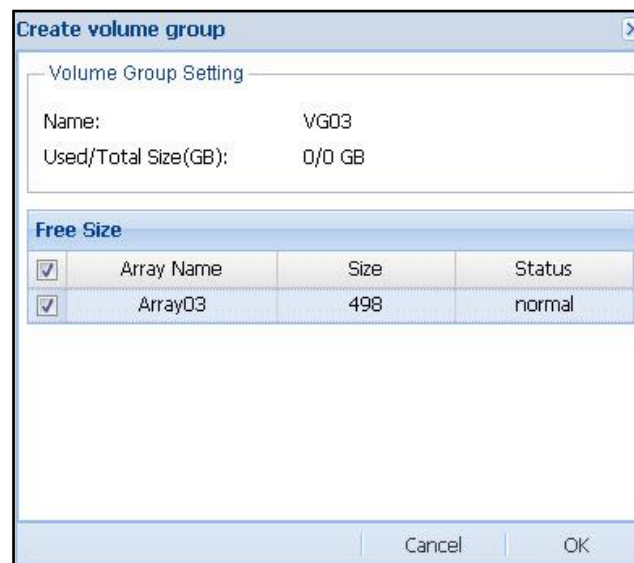 Create volume group
Volume Group Setting
Name: VG03
Used/Total Size(GB): 0/0 GB
Free Size
Array Name Size Status
Array03 498 normal
Cancel OK